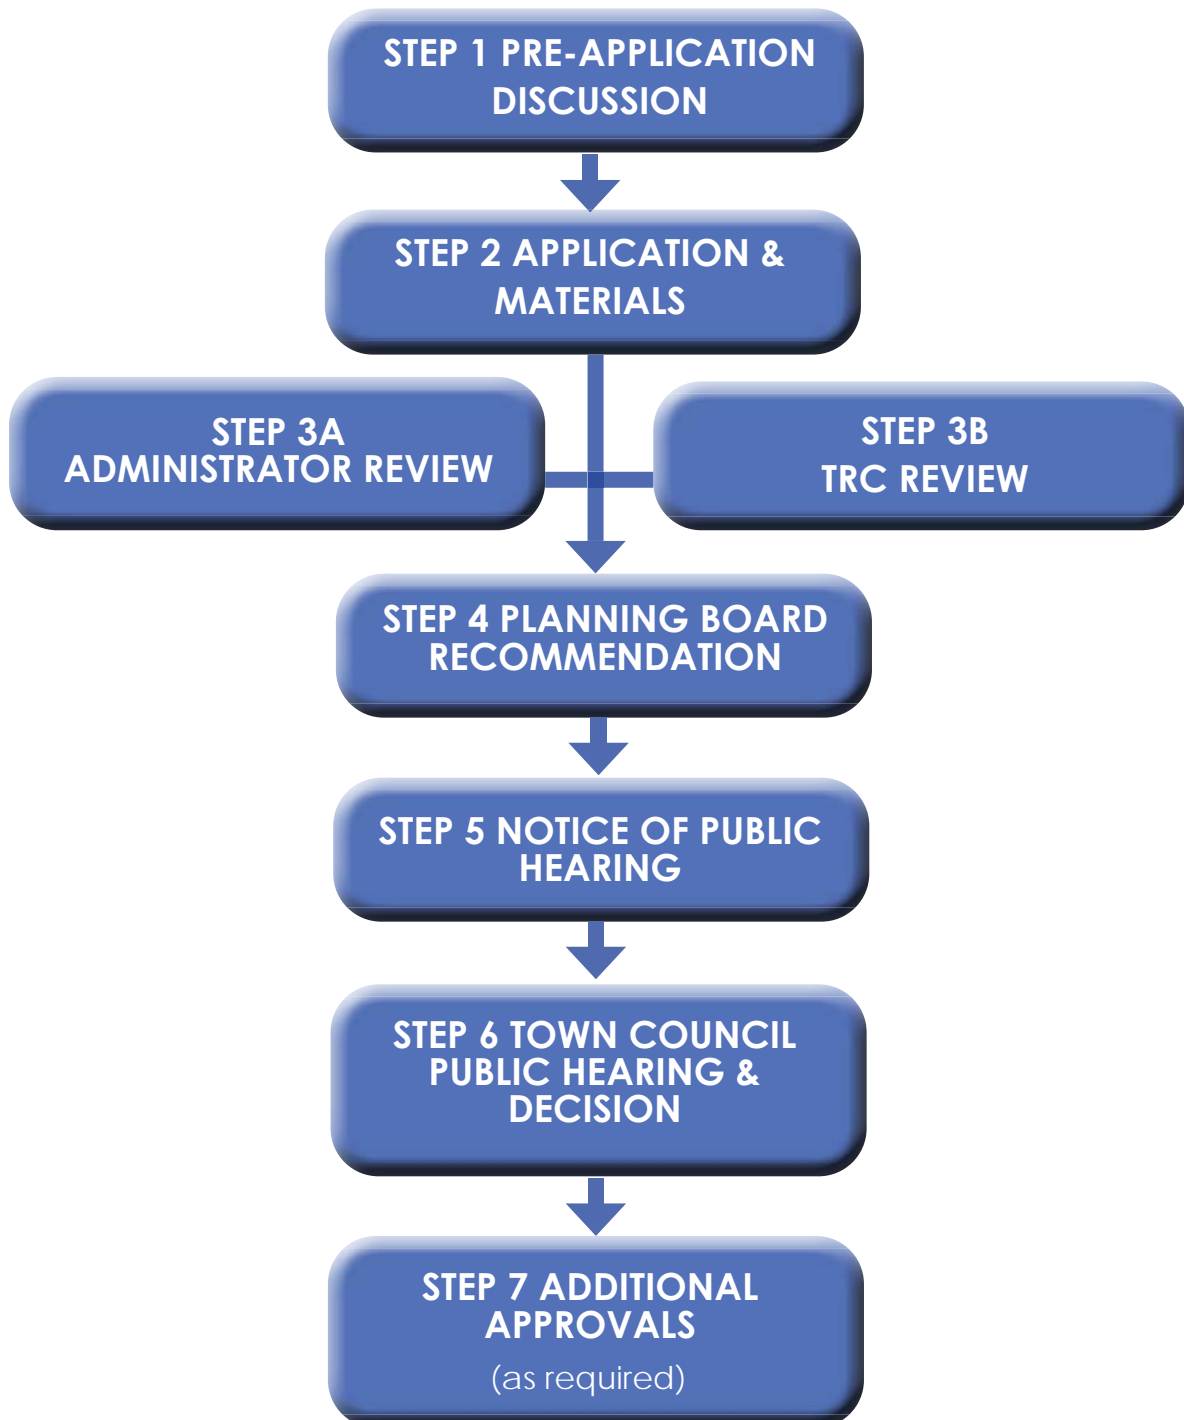 STEP 1 PRE-APPLICATION
DISCUSSION
STEP 2 APPLICATION &
MATERIALS
STEP 3A
ADMINISTRATOR REVIEW
STEP 3B
TRC REVIEW
STEP 4 PLANNING BOARD
RECOMMENDATION
STEP 5 NOTICE OF PUBLIC
HEARING
STEP 6 TOWN COUNCIL
PUBLIC HEARING &
DECISION
STEP 7 ADDITIONAL
APPROVALS
(as required)